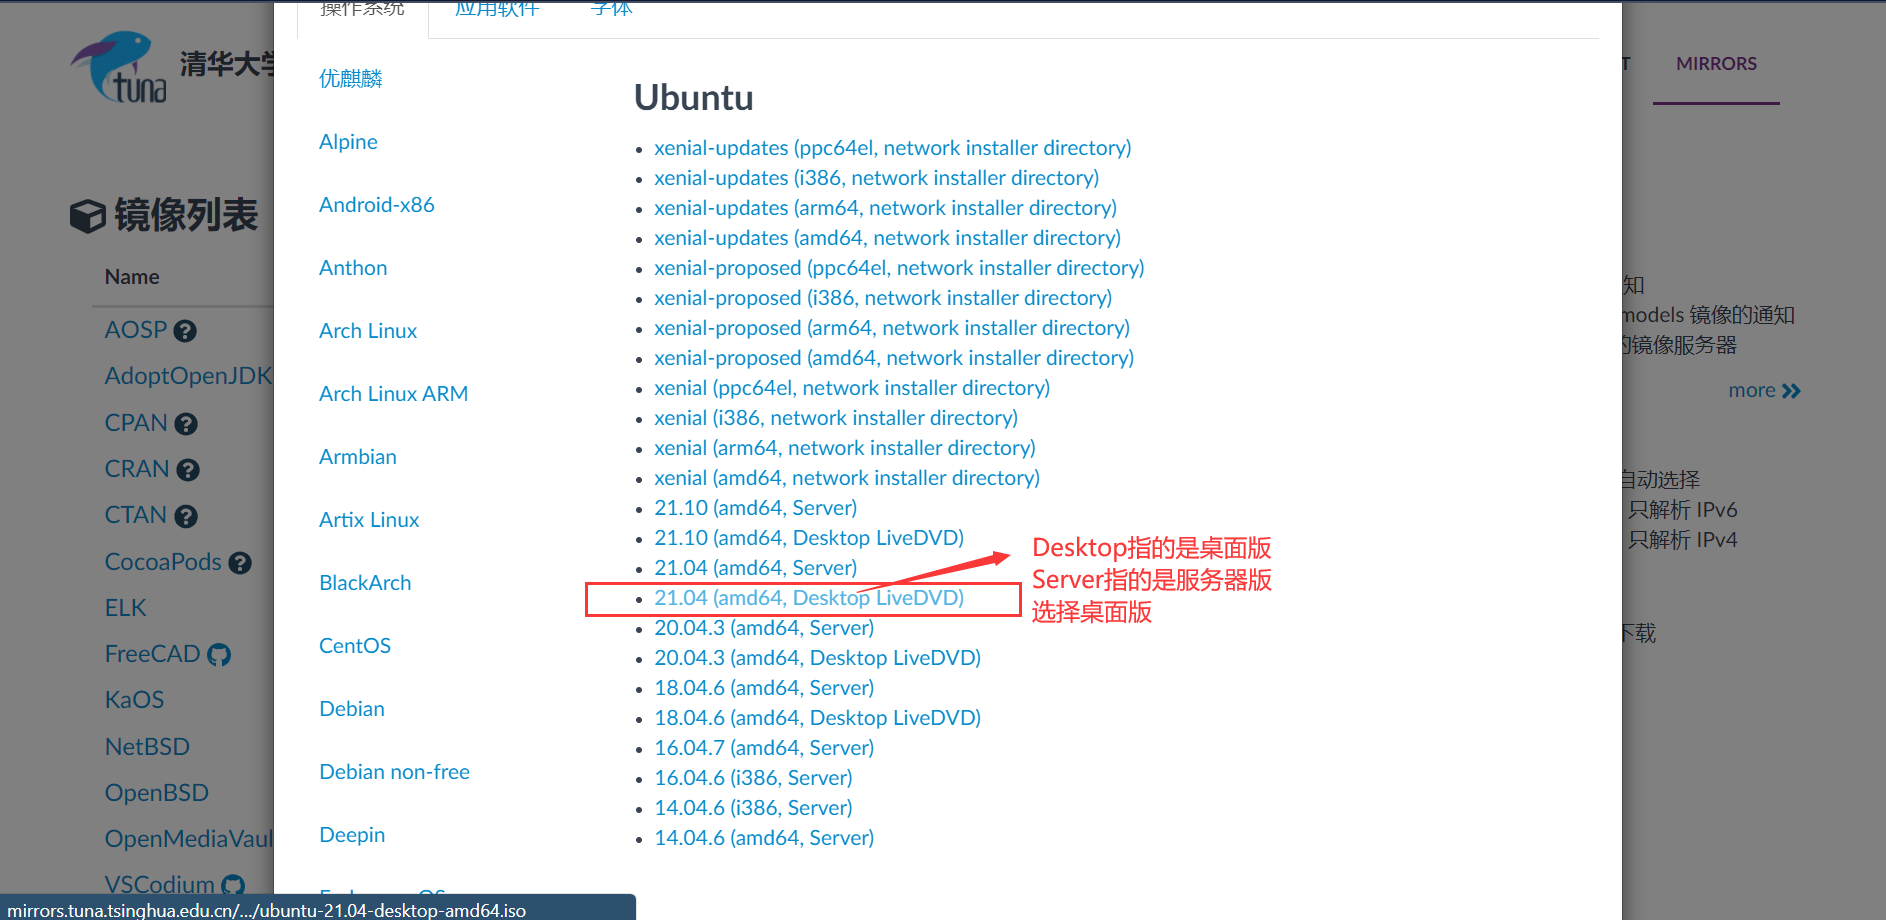 操作系统
应用软件
字体
tuna
清华大学
T
MIRRORS
镜像列表
Name
AOSP
AdoptOpenJDK
CPAN
CRAN
CTAN
CocoaPods
ELK
FreeCAD
KaOS
NetBSD
OpenBSD
OpenMediaVaul
VSCodium
优麒麟
Alpine
Android-x86
Anthon
Arch Linux
Arch Linux ARM
Armbian
Artix Linux
BlackArch
CentOS
Debian
Debian non-free
Deepin
Ubuntu
xenial-updates (ppc64el, network installer directory)
xenial-updates (i386, network installer directory)
xenial-updates (arm64, network installer directory)
xenial-updates (amd64, network installer directory)
xenial-proposed (ppc64el, network installer directory)
xenial-proposed (i386, network installer directory)
xenial-proposed (arm64, network installer directory)
xenial-proposed (amd64, network installer directory)
xenial (ppc64el, network installer directory)
xenial (i386, network installer directory)
xenial (arm64, network installer directory)
xenial (amd64, network installer directory)
21.10 (amd64, Server)
21.10 (amd64, Desktop LiveDVD)
21.04 (amd64, Server)
21.04 (amd64, Desktop LiveDVD)
20.04.3 (amd64, Server)
20.04.3 (amd64, Desktop LiveDVD)
18.04.6 (amd64, Server)
18.04.6 (amd64, Desktop LiveDVD)
16.04.7 (amd64, Server)
16.04.6 (i386, Server)
14.04.6 (i386, Server)
14.04.6 (amd64, Server)
Desktop指的是桌面版
Server指的是服务器版
选择桌面版
知
models 镜像的通知
的镜像服务器
more
自动选择
只解析 IPv6
只解析 IPv4
下载
mirrors.tuna.tsinghua.edu.cn/.../ubuntu-21.04-desktop-amd64.iso